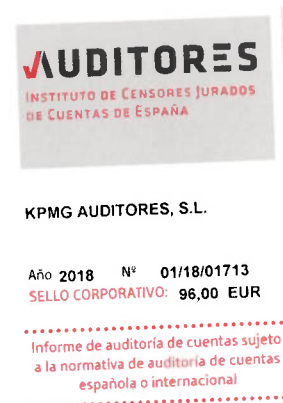 AUDITORES
INSTITUTO DE CENSORES JURADOS
DE CUENTAS DE ESPAÑA
KPMG AUDITORES, S.L.
Año 2018 Nº 01/18/01713
SELLO CORPORATIVO: 96,00 EUR
Informe de auditoría de cuentas sujeto
a la normativa de auditoría de cuentas
española o internacional